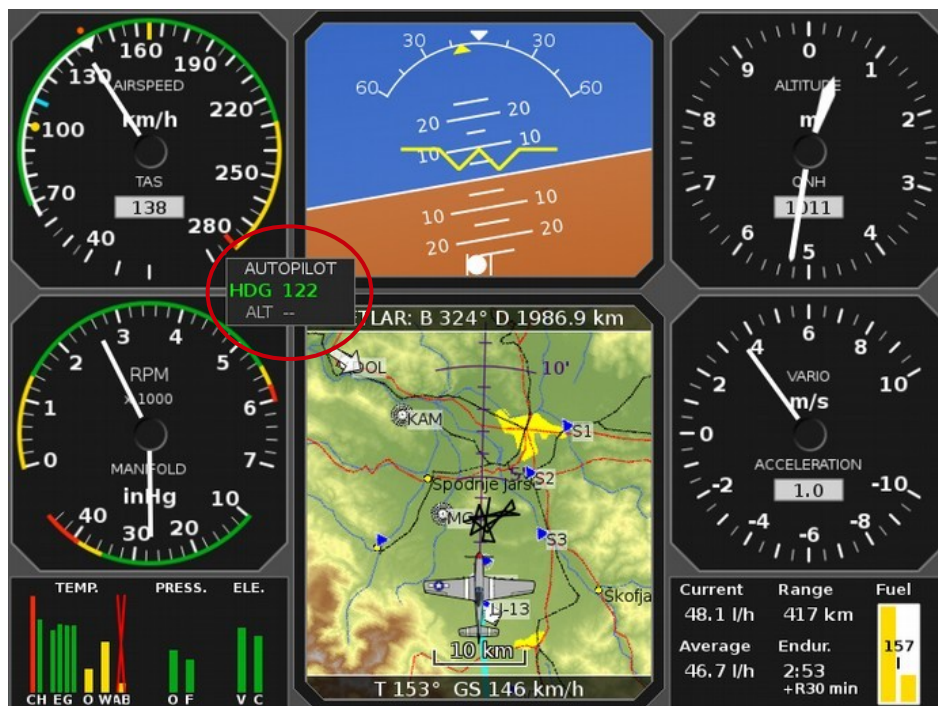 160
130
190
AIRSPEED
km/h
100
220
TAS
138
70
250
40
280
30
30
60
60
20
20
10
10
10
10
20
20
0
9
1
ALTITUDE
m
8
2
QNH
1011
7
3
6
5
4
AUTOPILOT
HDG 122
ALT --
3
4
2
5
RPM
x 1000
1
6
0
7
MANIFOLD
inHg
10
40
30
20
TLAR: B 324° D 1986.9 km
10'
DOL
KAM
S1
S2
Spodnje Jarše
MG
S3
Škofja
LJ-13
10 km
T 153° GS 146 km/h
6
4
8
2
VARIO
10
m/s
0
ACCELERATION
1.0
-2
-10
-4
-6
-8
TEMP.
PRESS.
ELE.
CH EG O WAB
O F
V C
Current
Range
Fuel
48.1 l/h
417 km
157
Average
Endur.
46.7 l/h
2:53
+R30 min